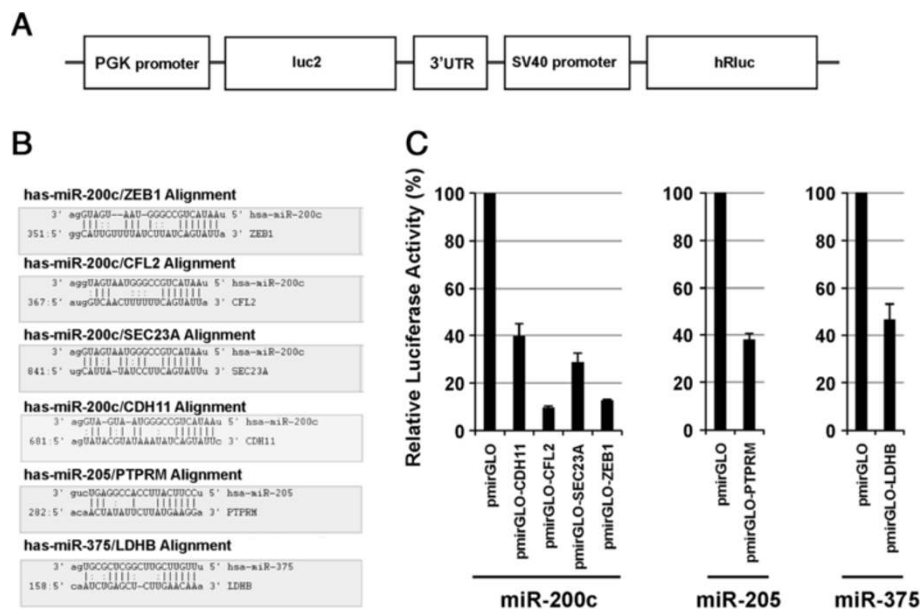 A
PGK promoter
luc2
3'UTR
SV40 promoter
hRluc
B
has-miR-200c/ZEB1 Alignment
3' agGUAGU--AAU-GGGCCGUCAUAAu 5' hsa-miR-200c
351:5' ggCAUUGUUUUAUCUUAUCAGUAUUa 3' ZEB1
has-miR-200c/CFL2 Alignment
3' aggUAGUAAUGGGCCGUCAUAAu 5' hsa-miR-200c
367:5' augGUCAACUUUUUUCAGUAUUa 3' CFL2
has-miR-200c/SEC23A Alignment
3' agGUAGUAAUGGGCCGUCAUAAu 5' hsa-miR-200c
841:5' ugCAUUA-UAUCCUUCAGUAUUu 3' SEC23A
has-miR-200c/CDH11 Alignment
3' agGUA-GUA-AUGGGCCGUCAUAAu 5' hsa-miR-200c
681:5' agUAUACGUAUAAAUAUCAGUAUUc 3' CDH11
has-miR-205/PTPRM Alignment
3' gucUGAGGCCACCUUACUUCCu 5' hsa-miR-205
282:5' acaACUAUAUUCUUAUGAAGGa 3' PTPRM
has-miR-375/LDHB Alignment
3' agUGCGCUCGGCUUGCUUGUUu 5' hsa-miR-375
158:5' caAUCUGAGCU-CUUGAACAAa 3' LDHB
C
Relative Luciferase Activity (%)
100
80
60
40
20
0
pmirGLO
pmirGLO-CDH11
pmirGLO-CFL2
pmirGLO-SEC23A
pmirGLO-ZEB1
miR-200c
100
80
60
40
20
0
pmirGLO
pmirGLO-PTPRM
miR-205
100
80
60
40
20
0
pmirGLO
pmirGLO-LDHB
miR-375